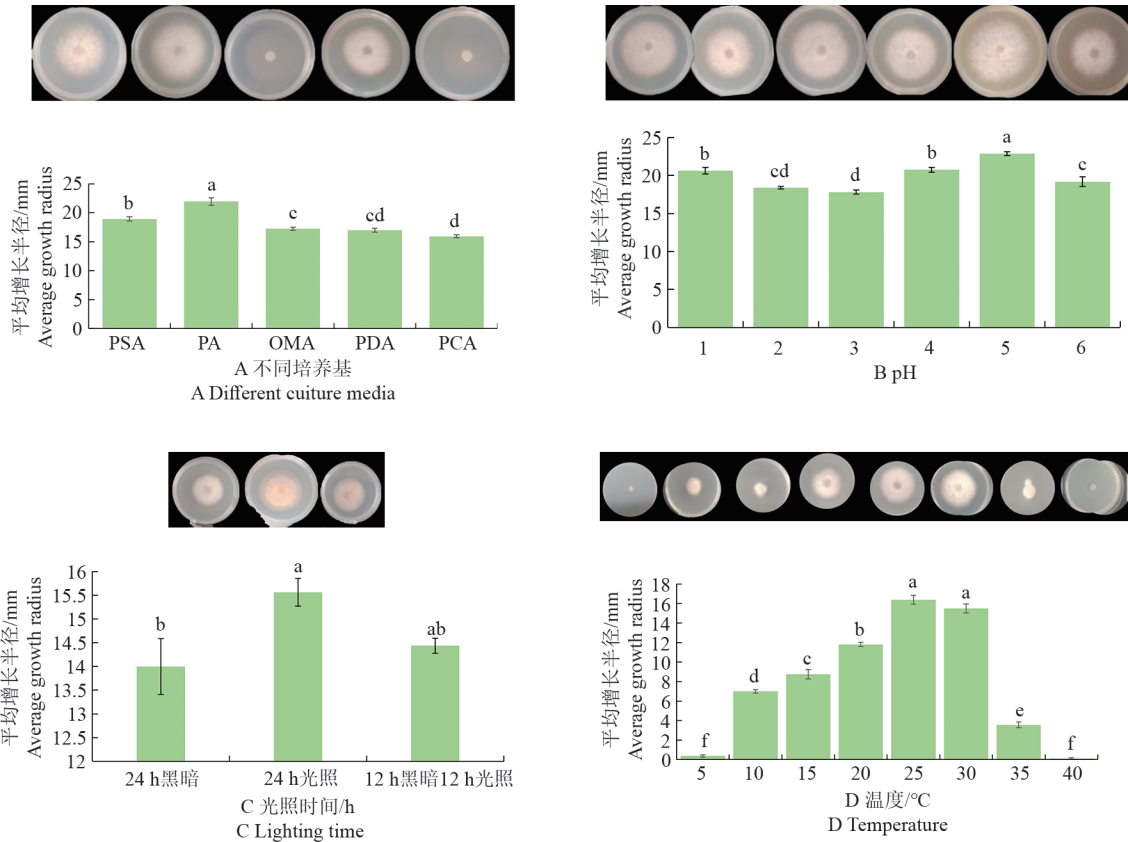 平均增长半径/mm
Average growth radius
25
20
15
10
5
0
b
a
c
cd
d
PSA PA OMA PDA PCA
A 不同培养基
A Different cuiture media
平均增长半径/mm
Average growth radius
25
20
15
10
5
0
b
cd
d
b
a
c
1 2 3 4 5 6
B pH
平均增长半径/mm
Average growth radius
16
15.5
15
14.5
14
13.5
13
12.5
12
b
a
ab
24 h黑暗 24 h光照 12 h黑暗12 h光照
C 光照时间/h
C Lighting time
平均增长半径/mm
Average growth radius
18
16
14
12
10
8
6
4
2
0
f
d
c
b
a
a
e
f
5 10 15 20 25 30 35 40
D 温度/℃
D Temperature